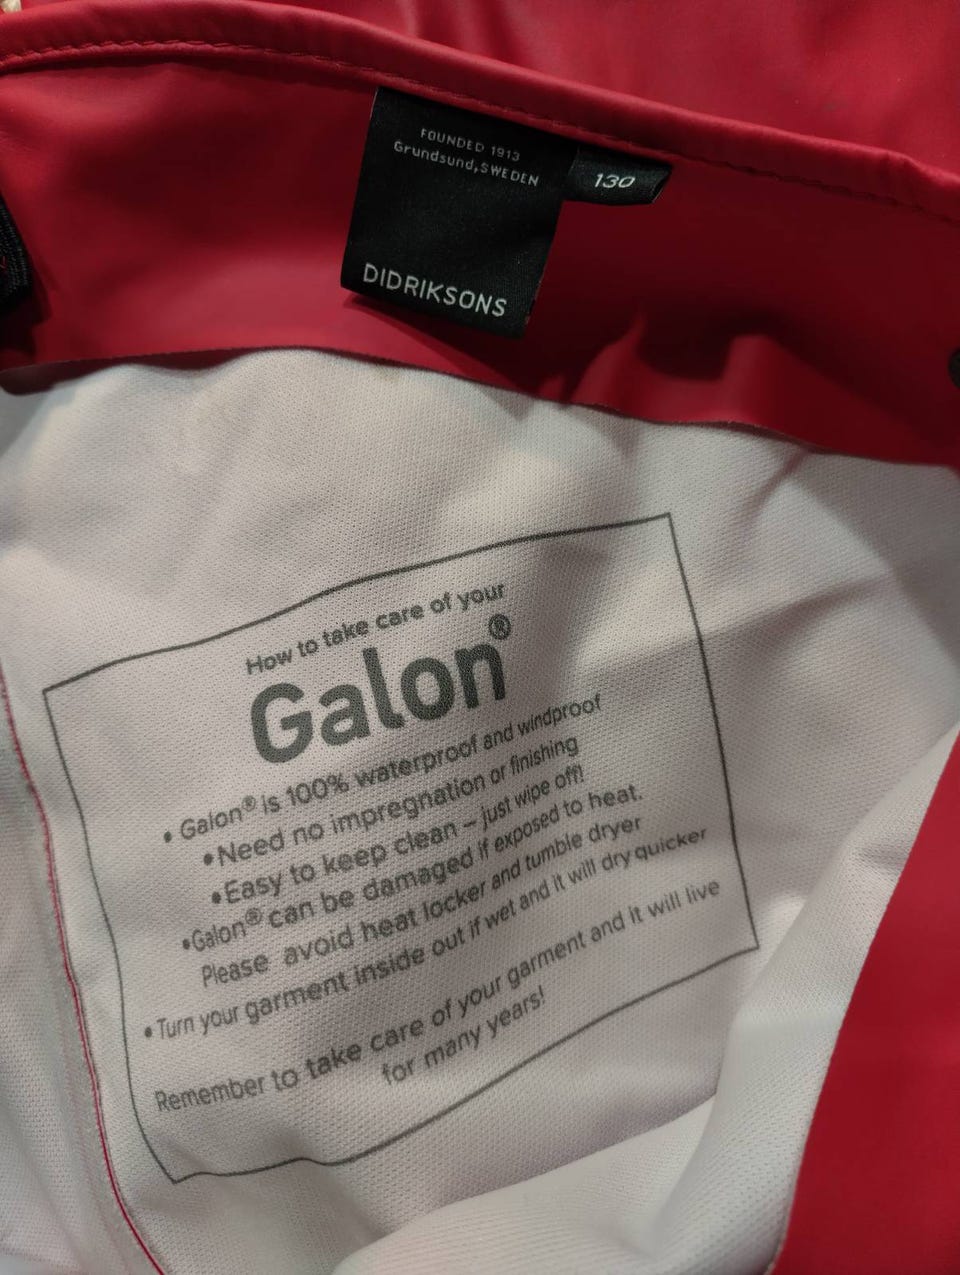 FOUNDED 1913
Grundsund, SWEDEN
130
DIDRIKSONS
How to take care of your
Galon®
• Galon® is 100% waterproof and windproof
• Need no impregnation or finishing
• Easy to keep clean – just wipe off!
• Galon® can be damaged if exposed to heat.
Please avoid heat locker and tumble dryer
• Turn your garment inside out if wet and it will dry quicker
Remember to take care of your garment and it will live
for many years!